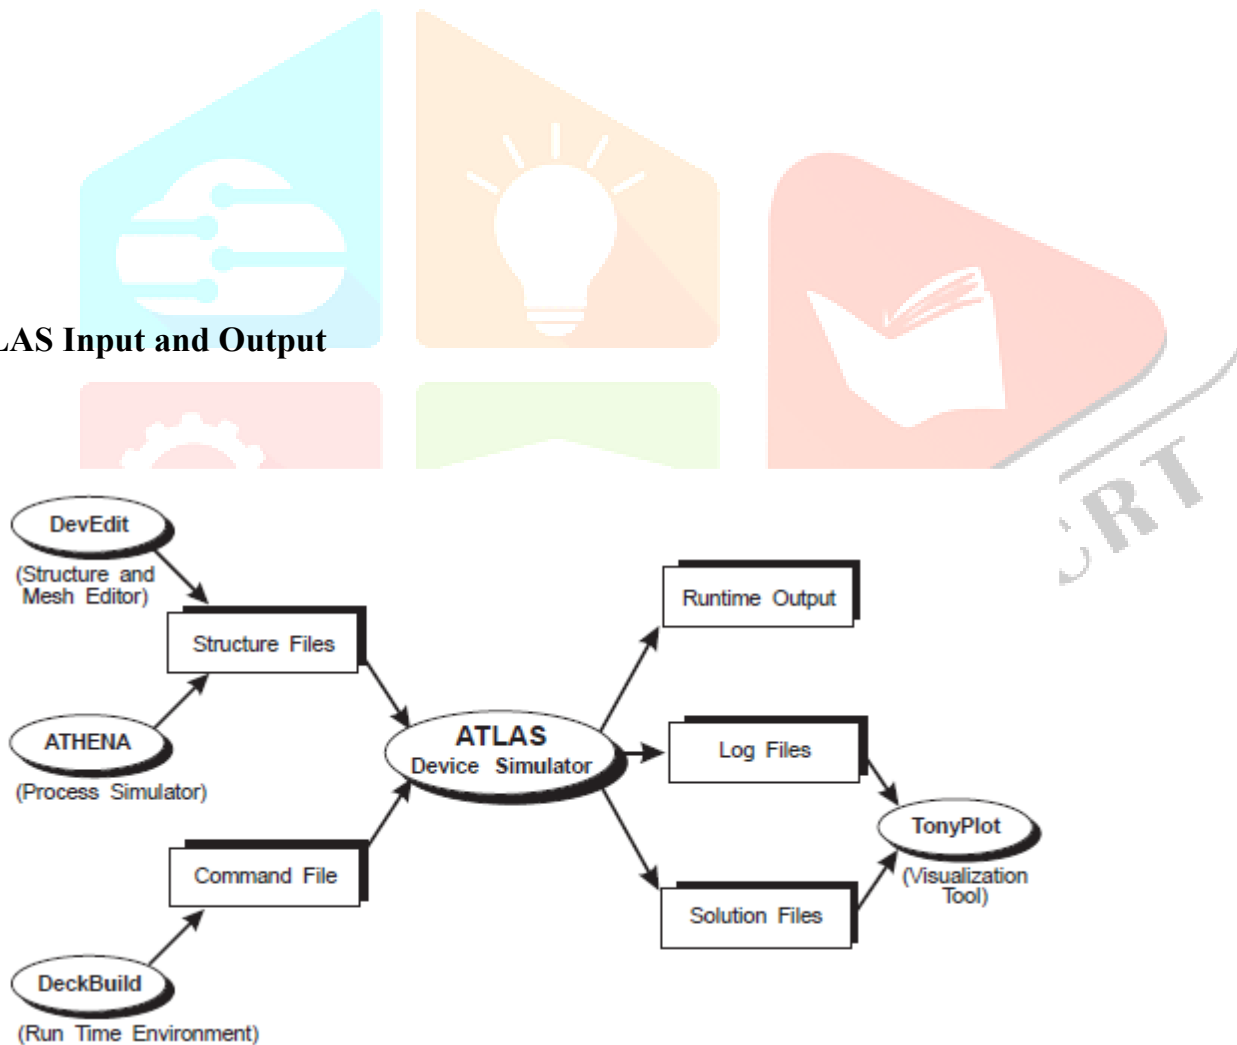 LAS Input and Output
DevEdit
(Structure and
Mesh Editor)
Structure Files
ATHENA
(Process Simulator)
Command File
DeckBuild
(Run Time Environment)
ATLAS
Device Simulator
Runtime Output
Log Files
Solution Files
TonyPlot
(Visualization
Tool)
CRT